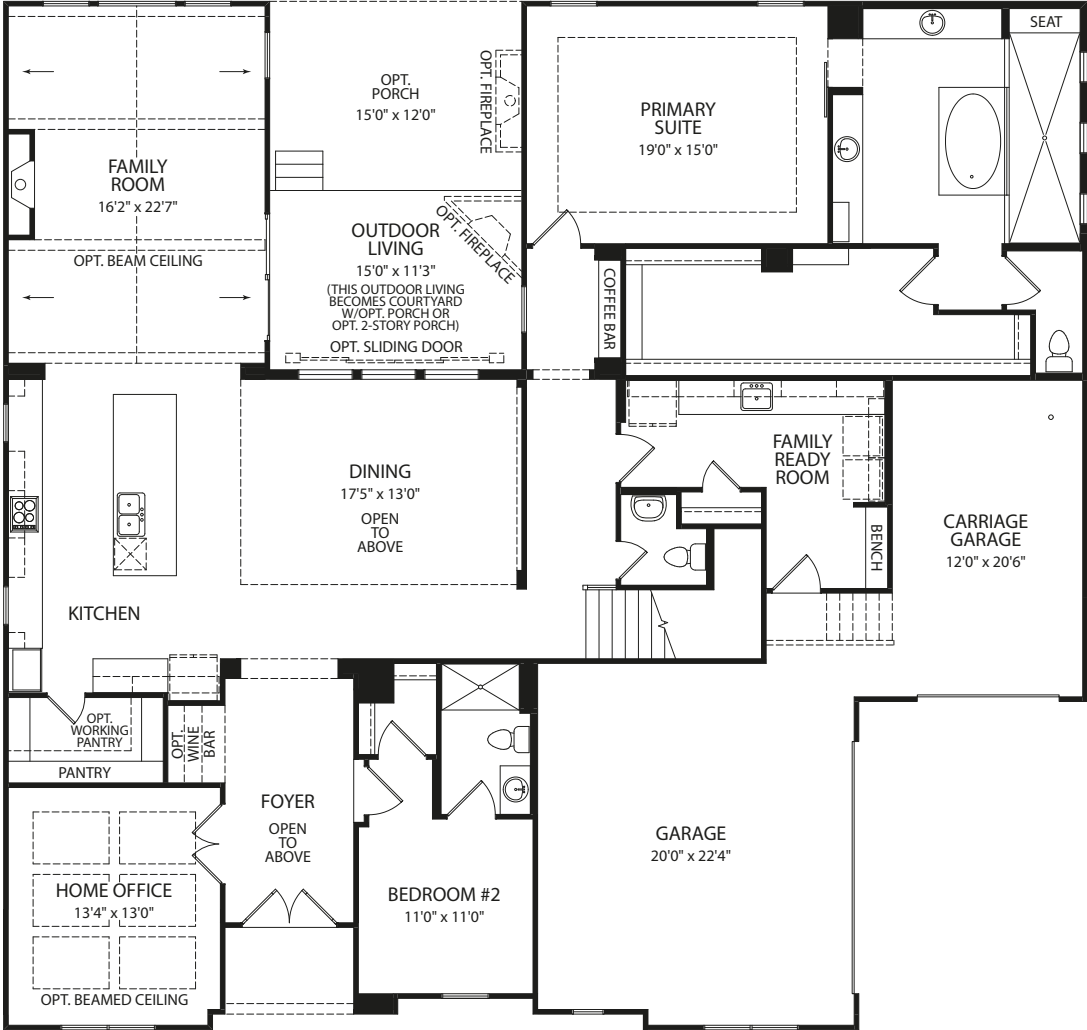 SEAT
OPT.
PORCH
15'0" x 12'0"
OPT. FIREPLACE
PRIMARY
SUITE
19'0" x 15'0"
FAMILY
ROOM
16'2" x 22'7"
OPT. BEAM CEILING
OUTDOOR
LIVING
15'0" x 11'3"
(THIS OUTDOOR LIVING
BECOMES COURTYARD
W/OPT. PORCH OR
OPT. 2-STORY PORCH)
OPT. SLIDING DOOR
OPT. FIREPLACE
COFFEE BAR
DINING
17'5" x 13'0"
OPEN
TO
ABOVE
FAMILY
READY
ROOM
BENCH
CARRIAGE
GARAGE
12'0" x 20'6"
KITCHEN
OPT.
WORKING
PANTRY
PANTRY
OPT.
WINE
BAR
FOYER
OPEN
TO
ABOVE
HOME OFFICE
13'4" x 13'0"
OPT. BEAMED CEILING
BEDROOM #2
11'0" x 11'0"
GARAGE
20'0" x 22'4"